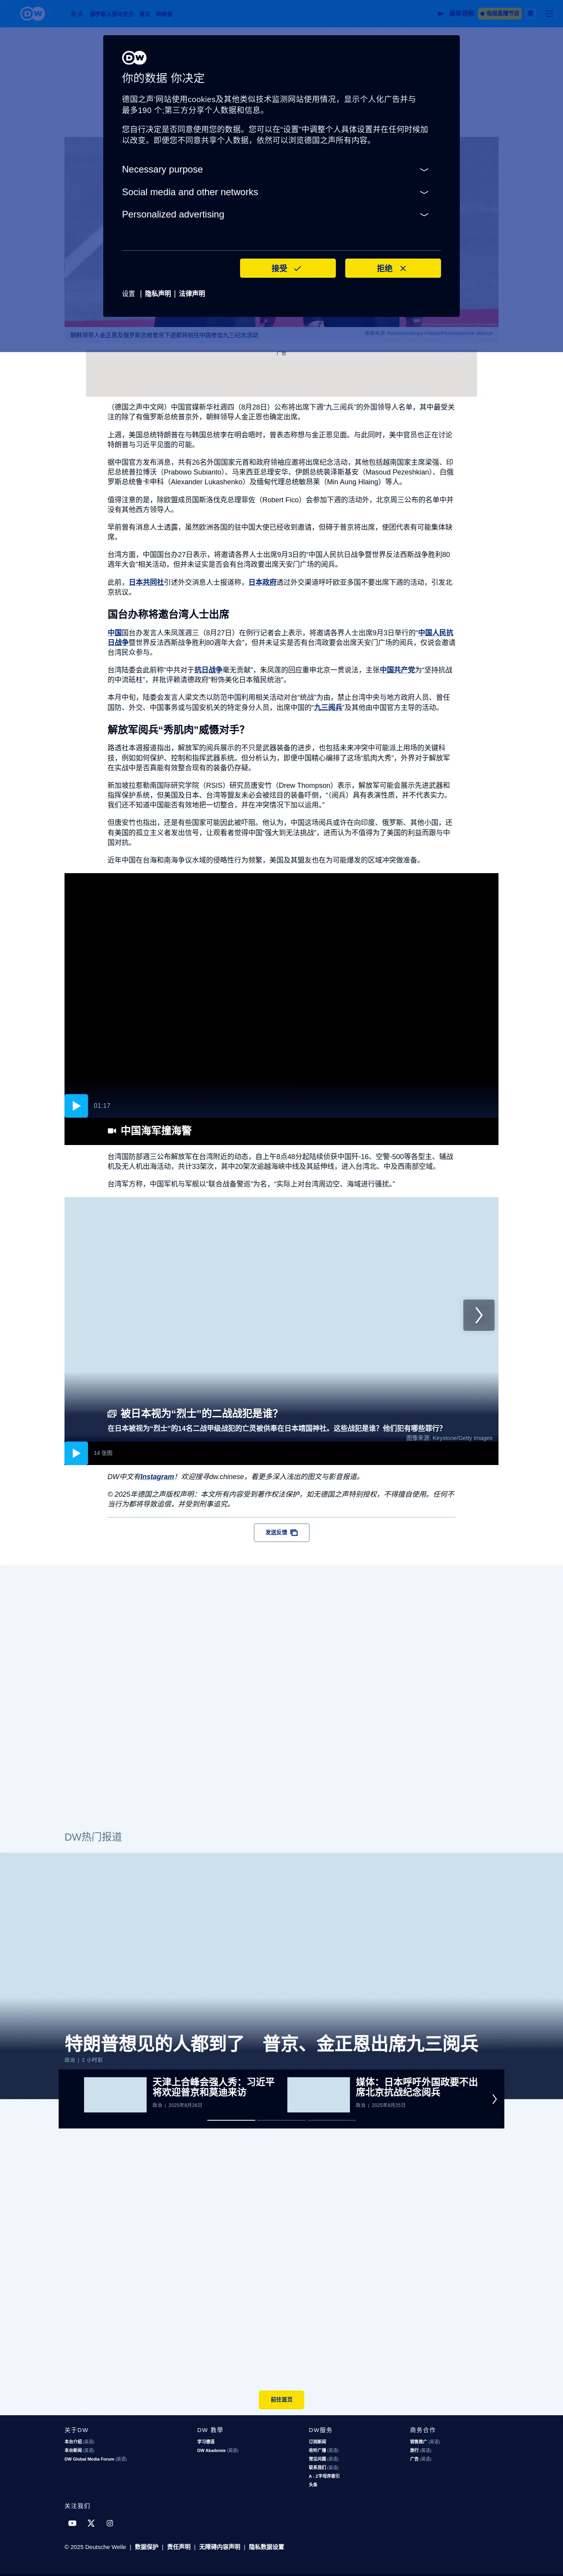 DW
热点
俄罗斯入侵乌克兰
普京
特朗普
最新视频
电视直播节目
DW
你的数据 你决定
德国之声'网站使用cookies及其他类似技术监测网站使用情况，显示个人化广告并与
最多190 个;第三方分享个人数据和信息。
您自行决定是否同意使用您的数据。您可以在“设置”中调整个人具体设置并在任何时候加
以改变。即便您不同意共享个人数据，依然可以浏览德国之声所有内容。
Necessary purpose
Social media and other networks
Personalized advertising
接受
拒绝
设置 | 隐私声明 | 法律声明
朝鲜领导人金正恩及俄罗斯总统普京下週都将前往中国参加九三纪念活动
广告
（德国之声中文网）中国官媒新华社週四（8月28日）公布将出席下週“九三阅兵”的外国领导人名单，其中最受关
注的除了有俄罗斯总统普京外，朝鲜领导人金正恩也确定出席。
上週，美国总统特朗普在与韩国总统李在明会晤时，曾表态称想与金正恩见面。与此同时，美中官员也正在讨论
特朗普与习近平见面的可能。
据中国官方发布消息，共有26名外国国家元首和政府领袖应邀将出席纪念活动，其他包括越南国家主席梁强、印
尼总统普拉博沃（Prabowo Subianto）、马来西亚总理安华、伊朗总统裴泽斯基安（Masoud Pezeshkian）、白俄
罗斯总统鲁卡申科（Alexander Lukashenko）及缅甸代理总统敏昂莱（Min Aung Hlaing）等人。
值得注意的是，除欧盟成员国斯洛伐克总理菲佐（Robert Fico）会参加下週的活动外，北京周三公布的名单中并
没有其他西方领导人。
早前曾有消息人士透露，虽然欧洲各国的驻中国大使已经收到邀请，但碍于普京将出席，使团代表有可能集体缺
席。
台湾方面，中国国台办27日表示，将邀请各界人士出席9月3日的“中国人民抗日战争暨世界反法西斯战争胜利80
週年大会”相关活动，但并未证实是否会有台湾政要出席天安门广场的阅兵。
此前，日本共同社引述外交消息人士报道称，日本政府透过外交渠道呼吁欧亚多国不要出席下週的活动，引发北
京抗议。
国台办称将邀台湾人士出席
中国国台办发言人朱凤莲週三（8月27日）在例行记者会上表示，将邀请各界人士出席9月3日举行的“中国人民抗
日战争暨世界反法西斯战争胜利80週年大会”，但并未证实是否有台湾政要会出席天安门广场的阅兵，仅说会邀请
台湾民众参与。
台湾陆委会此前称“中共对于抗日战争毫无贡献”，朱凤莲的回应重申北京一贯说法，主张中国共产党为“坚持抗战
的中流砥柱”，并批评赖清德政府“粉饰美化日本殖民统治”。
本月中旬，陆委会发言人梁文杰以防范中国利用相关活动对台“统战”为由，禁止台湾中央与地方政府人员、曾任
国防、外交、中国事务或与国安机关的特定身分人员，出席中国的“九三阅兵”及其他由中国官方主导的活动。
解放军阅兵“秀肌肉”威慑对手？
路透社本週报道指出，解放军的阅兵展示的不只是武器装备的进步，也包括未来冲突中可能派上用场的关键科
技，例如如何保护、控制和指挥武器系统。但分析认为，即便中国精心编排了这场“肌肉大秀”，外界对于解放军
在实战中是否真能有效整合现有的装备仍存疑。
新加坡拉惹勒南国际研究学院（RSIS）研究员唐安竹（Drew Thompson）表示，解放军可能会展示先进武器和
指挥保护系统，但美国及日本、台湾等盟友未必会被炫目的装备吓倒，“（阅兵）具有表演性质，并不代表实力。
我们还不知道中国能否有效地把一切整合，并在冲突情况下加以运用。”
但唐安竹也指出，还是有些国家可能因此被吓阻。他认为，中国这场阅兵或许在向印度、俄罗斯、其他小国，还
有美国的孤立主义者发出信号，让观看者觉得中国“强大到无法挑战”，进而认为不值得为了美国的利益而跟与中
国对抗。
近年中国在台海和南海争议水域的侵略性行为频繁，美国及其盟友也在为可能爆发的区域冲突做准备。
01:17
中国海军撞海警
台湾国防部週三公布解放军在台湾附近的动态，自上午8点48分起陆续侦获中国歼-16、空警-500等各型主、辅战
机及无人机出海活动，共计33架次，其中20架次逾越海峡中线及其延伸线，进入台湾北、中及西南部空域。
台湾军方称，中国军机与军舰以“联合战备警巡”为名，“实际上对台湾周边空、海域进行骚扰。”
被日本视为“烈士”的二战战犯是谁？
在日本被视为“烈士”的14名二战甲级战犯的亡灵被供奉在日本靖国神社。这些战犯是谁？他们犯有哪些罪行？
图像来源: Keystone/Getty Images
14 张图
DW中文有Instagram！欢迎搜寻dw.chinese，看更多深入浅出的图文与影音报道。
© 2025年德国之声版权声明：本文所有内容受到著作权法保护，如无德国之声特别授权，不得擅自使用。任何不
当行为都将导致追偿，并受到刑事追究。
发送反馈
DW热门报道
特朗普想见的人都到了 普京、金正恩出席九三阅兵
政治 | 2 小时前
天津上合峰会强人秀：习近平
将欢迎普京和莫迪来访
政治 | 2025年8月26日
媒体：日本呼吁外国政要不出
席北京抗战纪念阅兵
政治 | 2025年8月25日
前往首页
关于DW
本台介绍 (英语)
本台新闻 (英语)
DW Global Media Forum (英语)
DW 教学
学习德语
DW Akademie (英语)
DW服务
订阅新闻
收听广播 (英语)
常见问题 (英语)
联系我们 (英语)
A - Z字母序索引
头条
商务合作
销售推广 (英语)
旅行 (英语)
广告 (英语)
关注我们
© 2025 Deutsche Welle | 数据保护 | 责任声明 | 无障碍内容声明 | 隐私数据设置